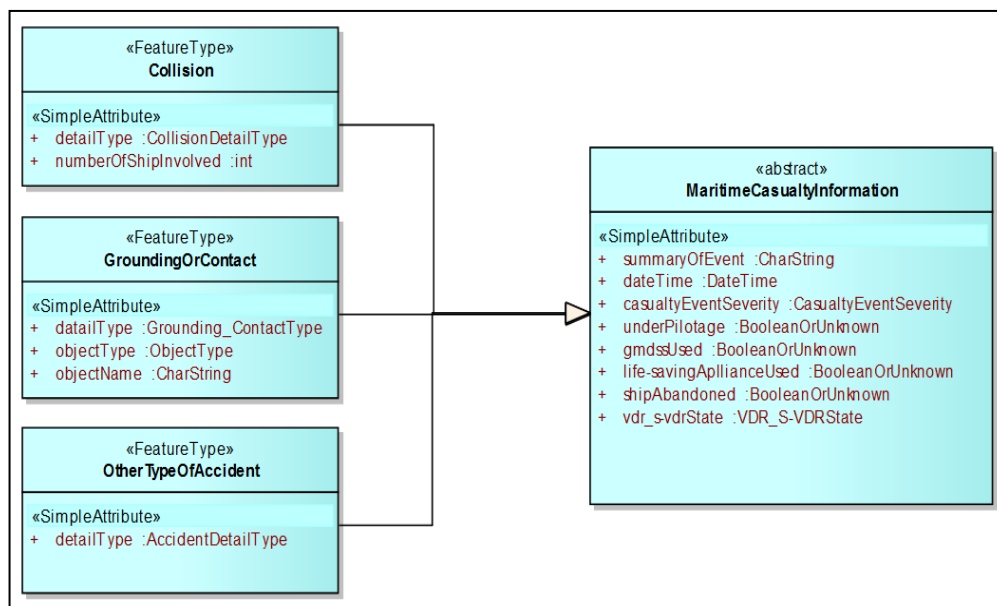 «FeatureType»
Collision
«SimpleAttribute»
+ detailType :CollisionDetailType
+ numberOfShipInvolved :int
«FeatureType»
GroundingOrContact
«SimpleAttribute»
+ datailType :Grounding_ContactType
+ objectType :ObjectType
+ objectName :CharString
«FeatureType»
OtherTypeOfAccident
«SimpleAttribute»
+ detailType :AccidentDetailType
«abstract»
MaritimeCasualtyInformation
«SimpleAttribute»
+ summaryOfEvent :CharString
+ dateTime :DateTime
+ casualtyEventSeverity :CasualtyEventSeverity
+ underPilotage :BooleanOrUnknown
+ gmdssUsed :BooleanOrUnknown
+ life-savingApllianceUsed :BooleanOrUnknown
+ shipAbandoned :BooleanOrUnknown
+ vdr_s-vdrState :VDR_S-VDRState